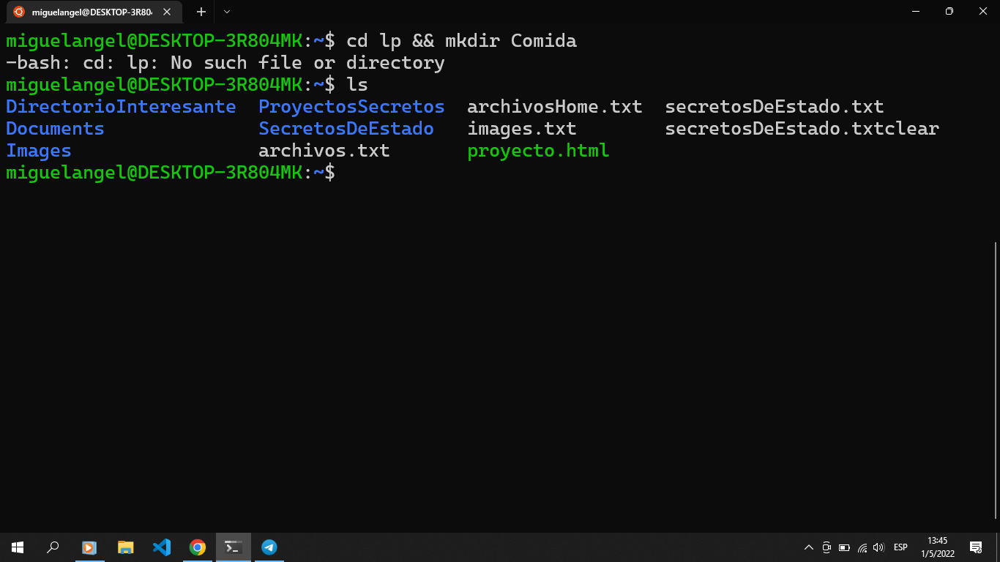 miguelangel@DESKTOP-3R804
miguelangel@DESKTOP-3R804MK:~$ cd lp && mkdir Comida
-bash: cd: lp: No such file or directory
miguelangel@DESKTOP-3R804MK:~$ ls
DirectorioInteresante  ProyectosSecretos  archivosHome.txt  secretosDeEstado.txt
Documents              SecretosDeEstado   images.txt        secretosDeEstado.txtclear
Images                 archivos.txt       proyecto.html
miguelangel@DESKTOP-3R804MK:~$
ESP
13:45
1/5/2022